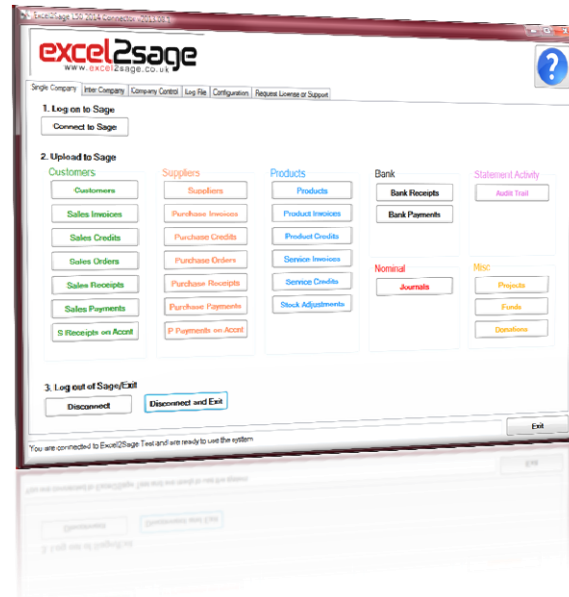 excel2sage
www.excel2sage.co.uk
?
Single Company Inter Company Company Control Log File Configuration Request License or Support
1. Log on to Sage
Connect to Sage
2. Upload to Sage
Customers Suppliers Products Bank Statement Activity
Customers Suppliers Products Bank Receipts Audit Trail
Sales Invoices Purchase Invoices Product Invoices Bank Payments
Sales Credits Purchase Credits Product Credits
Sales Orders Purchase Orders Service Invoices Nominal Misc
Sales Receipts Purchase Receipts Service Credits Journals Projects
Sales Payments Purchase Payments Stock Adjustments Funds
S Receipts on Accnt P Payments on Accnt Donations
3. Log out of Sage/Exit
Disconnect Disconnect and Exit
Exit
You are connected to Excel2Sage Test and are ready to use the system